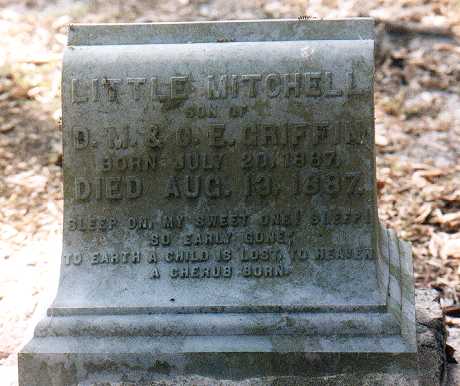 LITTLE MITCHELL
SON OF
D. M. & C. E. GRIFFIN
BORN JULY 20, 1887,
DIED AUG. 13, 1887.
SLEEP ON, MY SWEET ONE! SLEEP!
SO EARLY GONE;
TO EARTH A CHILD IS LOST, TO HEAVEN
A CHERUB BORN.